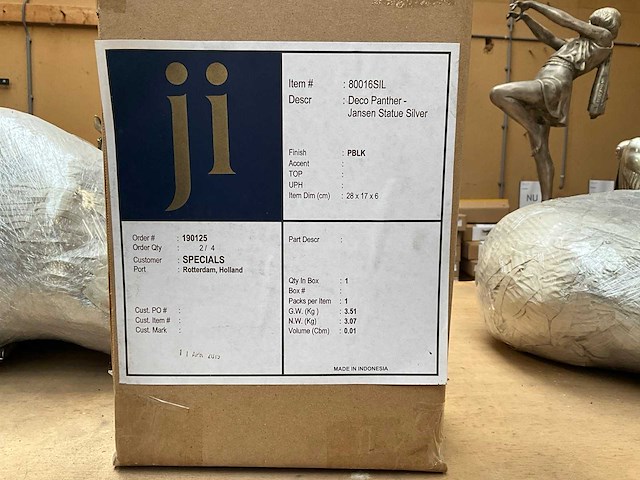 ji
Item # : 80016SIL
Descr : Deco Panther -
Jansen Statue Silver
Finish : PBLK
Accent :
TOP :
UPH :
Item Dim (cm) : 28 x 17 x 6
Order # : 190125
Order Qty : 2 / 4
Customer : SPECIALS
Port : Rotterdam, Holland
Cust. PO # :
Cust. Item # :
Cust. Mark :
Part Descr :
Qty In Box : 1
Box # :
Packs per Item : 1
G.W. (Kg ) : 3.51
N.W. (Kg) : 3.07
Volume (Cbm) : 0.01
MADE IN INDONESIA
NU